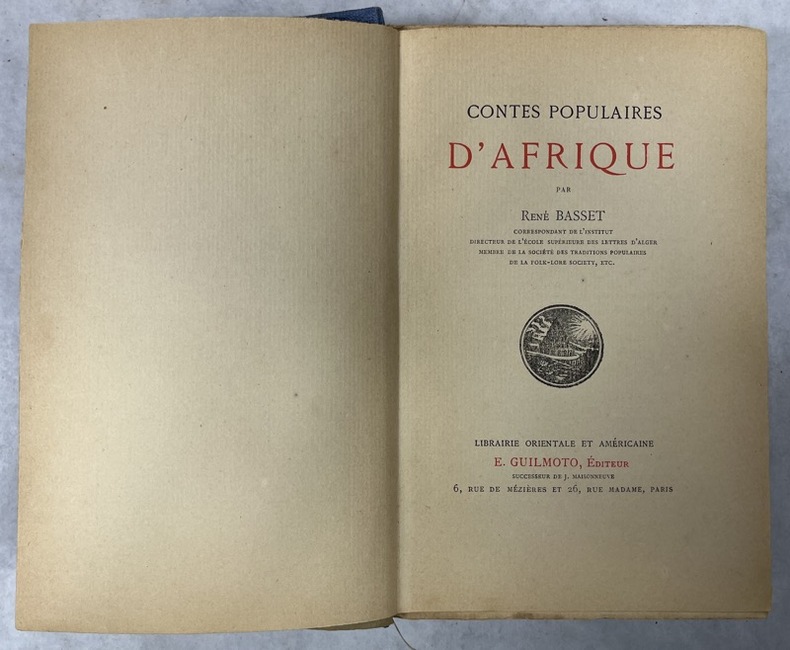 CONTES POPULAIRES
D'AFRIQUE
PAR
RENÉ BASSET
CORRESPONDANT DE L'INSTITUT
DIRECTEUR DE L'ÉCOLE SUPÉRIEURE DES LETTRES D'ALGER
MEMBRE DE LA SOCIÉTÉ DES TRADITIONS POPULAIRES
DE LA FOLK-LORE SOCIETY, ETC.
LIBRAIRIE ORIENTALE ET AMÉRICAINE
E. GUILMOTO, ÉDITEUR
SUCCESSEUR DE J. MAISONNEUVE
6, RUE DE MÉZIÈRES ET 26, RUE MADAME, PARIS